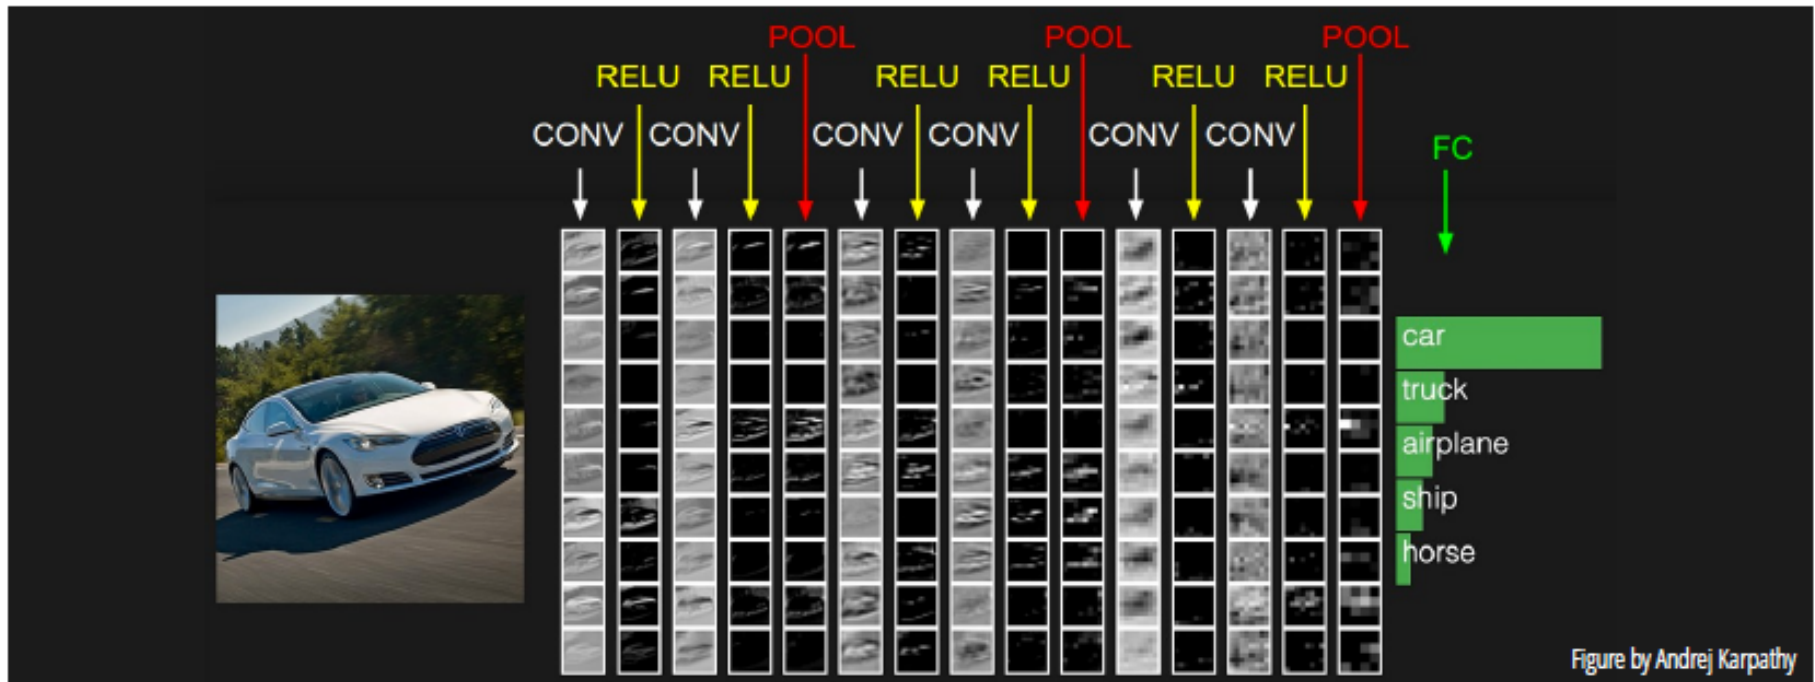 POOL POOL POOL
RELU RELU RELU RELU RELU RELU
CONV CONV CONV CONV CONV CONV
FC
car
truck
airplane
ship
horse
Figure by Andrej Karpathy